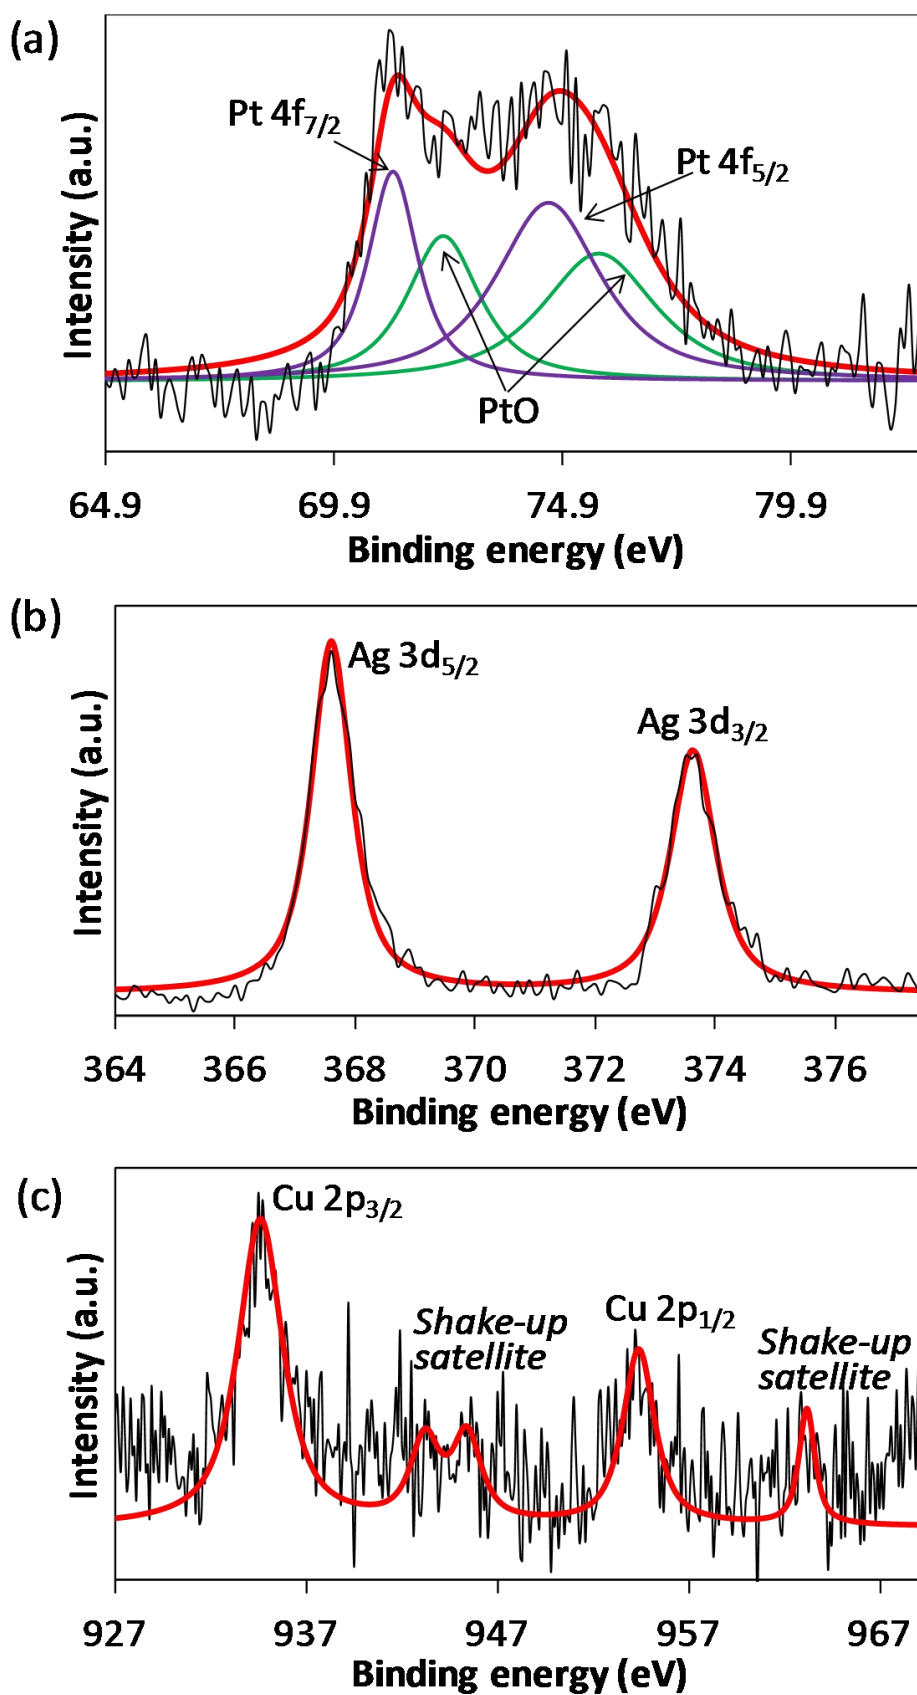 (a)
Intensity (a.u.)
Pt 4f7/2
Pt 4f5/2
PtO
64.9 69.9 74.9 79.9
Binding energy (eV)
(b)
Intensity (a.u.)
Ag 3d5/2
Ag 3d3/2
364 366 368 370 372 374 376
Binding energy (eV)
(c)
Intensity (a.u.)
Cu 2p3/2
Shake-up
satellite
Cu 2p1/2
Shake-up
satellite
927 937 947 957 967
Binding energy (eV)